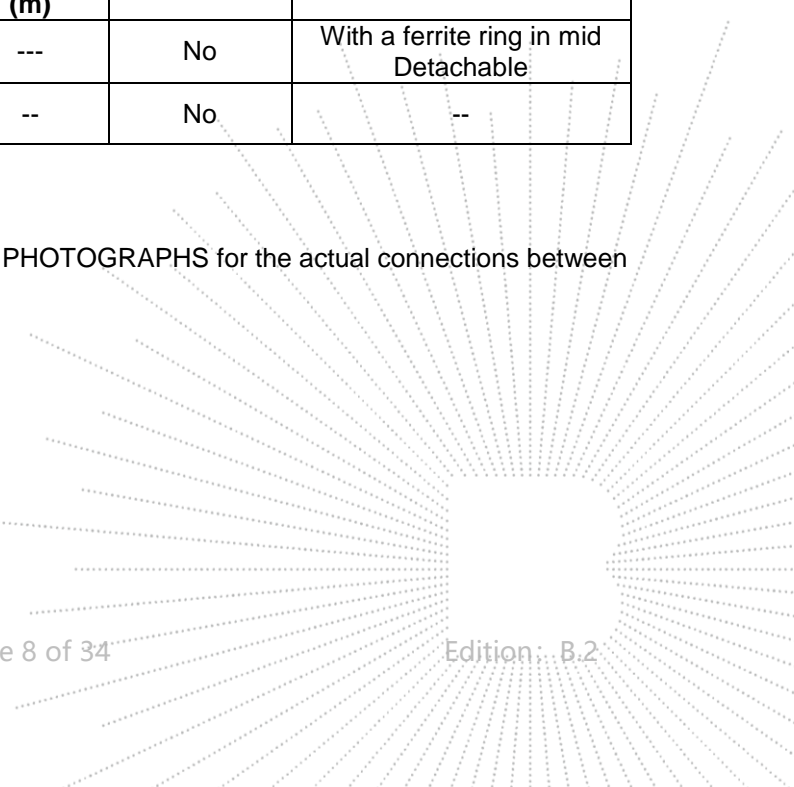 (m)
--- No With a ferrite ring in mid
Detachable
-- No --
PHOTOGRAPHS for the actual connections between
e 8 of 34 Edition: B.2